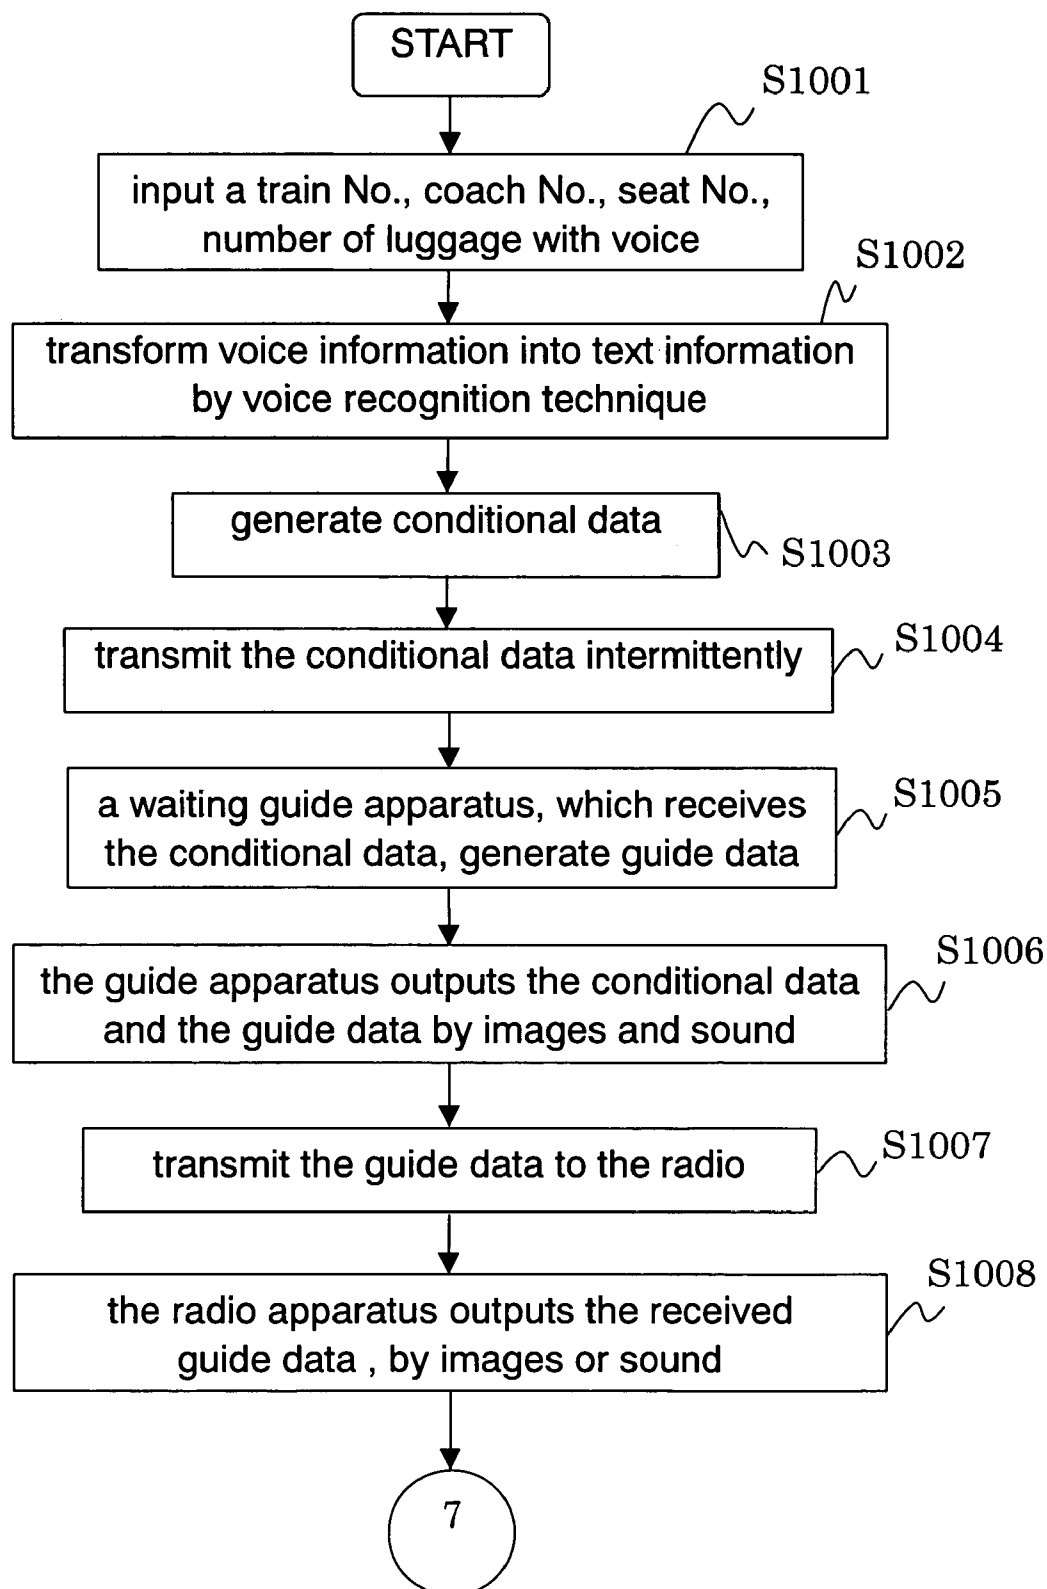 START
S1001
input a train No., coach No., seat No.,
number of luggage with voice
S1002
transform voice information into text information
by voice recognition technique
generate conditional data
S1003
transmit the conditional data intermittently
S1004
a waiting guide apparatus, which receives
the conditional data, generate guide data
S1005
the guide apparatus outputs the conditional data
and the guide data by images and sound
S1006
transmit the guide data to the radio
S1007
the radio apparatus outputs the received
guide data , by images or sound
S1008
7